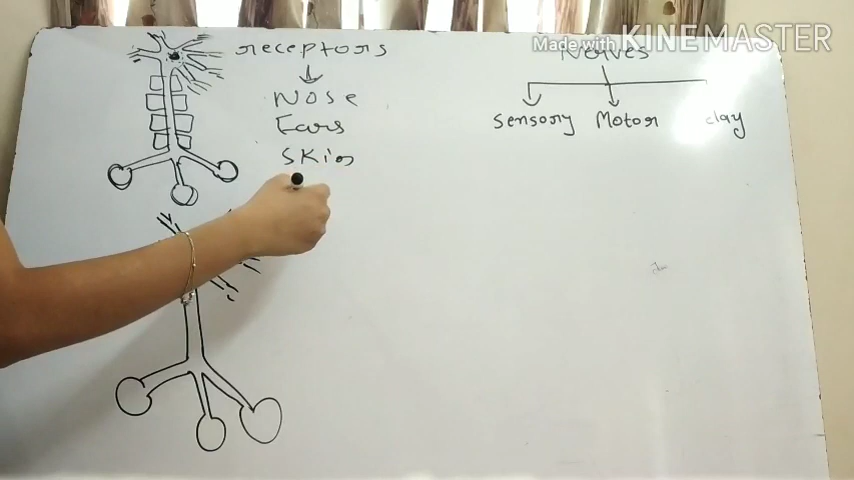 receptors
Nose
Ears
Skin
Made with KINEMASTER
Nerves
Sensory Motor